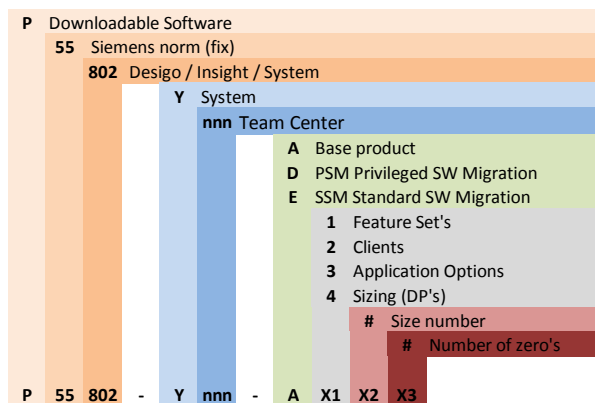 P Downloadable Software
55 Siemens norm (fix)
802 Desigo / Insight / System
Y System
nnn Team Center
A Base product
D PSM Privileged SW Migration
E SSM Standard SW Migration
1 Feature Set's
2 Clients
3 Application Options
4 Sizing (DP's)
# Size number
# Number of zero's
P 55 802 - Y nnn - A X1 X2 X3